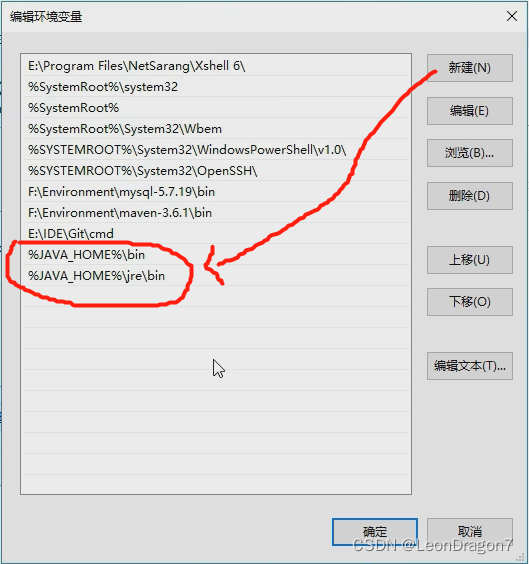 编辑环境变量
E:\Program Files\NetSarang\Xshell 6\
%SystemRoot%\system32
%SystemRoot%
%SystemRoot%\System32\Wbem
%SYSTEMROOT%\System32\WindowsPowerShell\v1.0\
%SYSTEMROOT%\System32\OpenSSH\
F:\Environment\mysql-5.7.19\bin
F:\Environment\maven-3.6.1\bin
E:\IDE\Git\cmd
%JAVA_HOME%\bin
%JAVA_HOME%\jre\bin
新建(N)
编辑(E)
浏览(B)...
删除(D)
上移(U)
下移(O)
编辑文本(T)...
确定
取消
CSDN @LeonDragon7